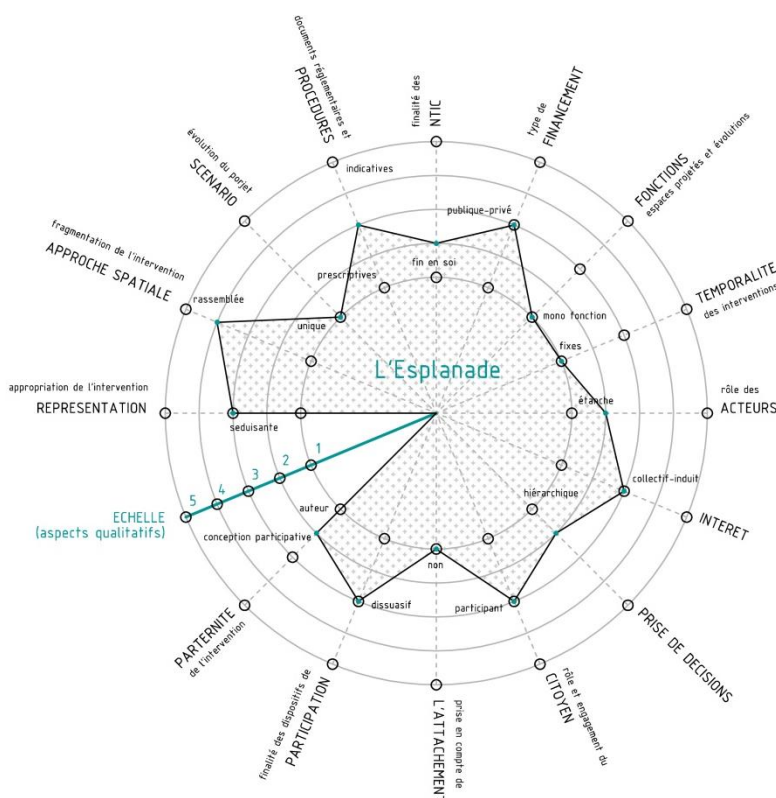 finalité des
NTIC
type de
FINANCEMENT
FONCTIONS
espaces projetés et évolutions
TEMPORALITE
des interventions
rôle des
ACTEURS
INTERET
PRISE DE DECISIONS
rôle et engagement du
CITOYEN
prise en compte de
L'ATTACHEMENT
finalité des dispositifs de
PARTICIPATION
PARTERNITE
de l'intervention
ECHELLE
(aspects qualitatifs)
5 4 3 2 1
appropriation de l'intervention
REPRESENTATION
fragmentation de l'intervention
APPROCHE SPATIALE
évolution du porjet
SCENARIO
documents réglementaires et
PROCEDURES
indicatives
prescriptives
fin en soi
publique-privé
mono fonction
fixes
étanche
collectif-induit
hiérarchique
participant
non
dissuasif
auteur
conception participative
seduisante
rassemblée
unique
L'Esplanade